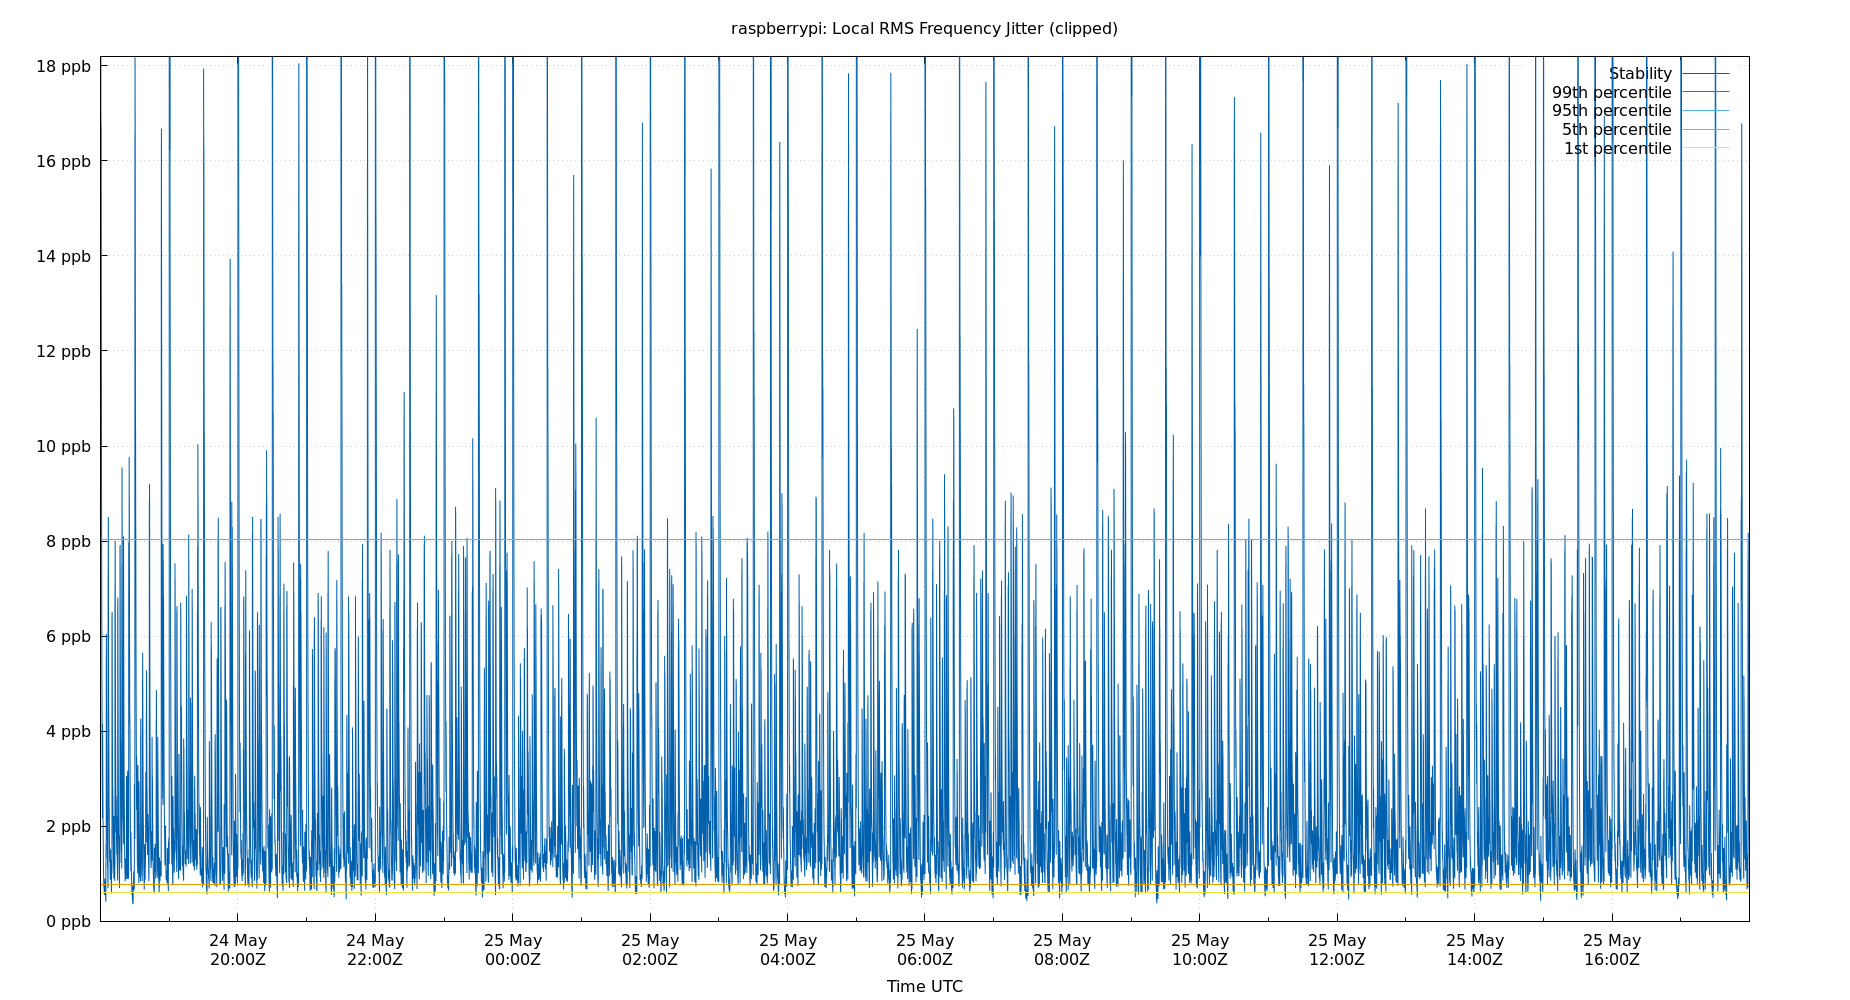 raspberrypi: Local RMS Frequency Jitter (clipped)
18 ppb
16 ppb
14 ppb
12 ppb
10 ppb
8 ppb
6 ppb
4 ppb
2 ppb
0 ppb
Stability
99th percentile
95th percentile
5th percentile
1st percentile
24 May
20:00Z
24 May
22:00Z
25 May
00:00Z
25 May
02:00Z
25 May
04:00Z
25 May
06:00Z
25 May
08:00Z
25 May
10:00Z
25 May
12:00Z
25 May
14:00Z
25 May
16:00Z
Time UTC